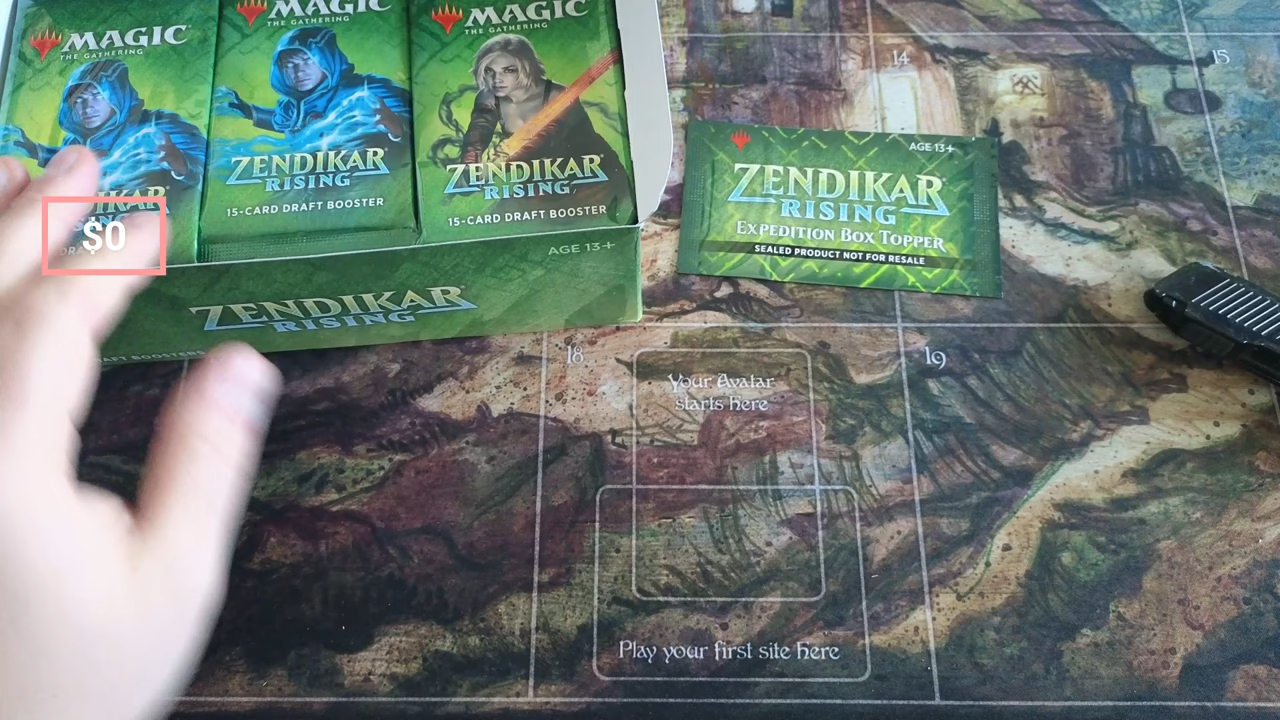 MAGIC
THE GATHERING
$0
MAGIC
THE GATHERING
ZENDIKAR
RISING
15-CARD DRAFT BOOSTER
MAGIC
THE GATHERING
ZENDIKAR
RISING
15-CARD DRAFT BOOSTER
AGE 13+
ZENDIKAR
RISING
AGE 13+
ZENDIKAR
RISING
EXPEDITION BOX TOPPER
SEALED PRODUCT NOT FOR RESALE
14
15
18
19
Your Avatar
starts here
Play your first site here